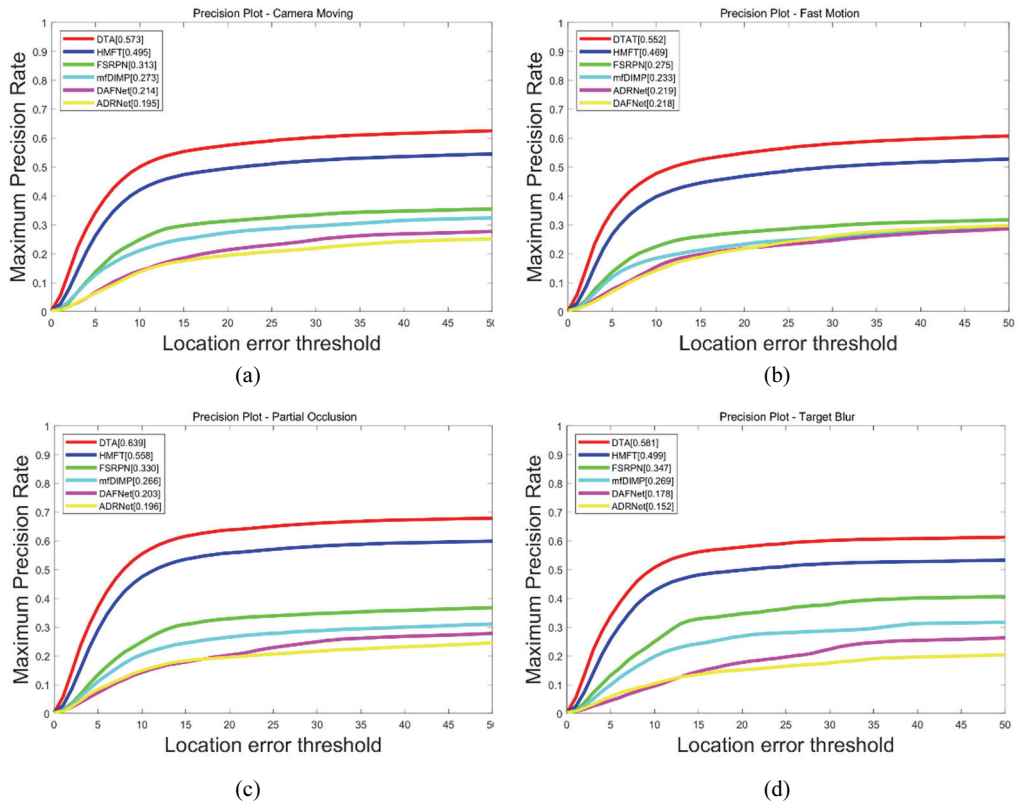 Precision Plot - Camera Moving
DTA[0.573]
HMFT[0.495]
FSRPN[0.313]
mfDIMP[0.273]
DAFNet[0.214]
ADRNet[0.195]
Maximum Precision Rate
1
0.9
0.8
0.7
0.6
0.5
0.4
0.3
0.2
0.1
0
0 5 10 15 20 25 30 35 40 45 50
Location error threshold
(a)
Precision Plot - Fast Motion
DTAT[0.552]
HMFT[0.469]
FSRPN[0.275]
mfDIMP[0.233]
ADRNet[0.219]
DAFNet[0.218]
Maximum Precision Rate
1
0.9
0.8
0.7
0.6
0.5
0.4
0.3
0.2
0.1
0
0 5 10 15 20 25 30 35 40 45 50
Location error threshold
(b)
Precision Plot - Partial Occlusion
DTA[0.639]
HMFT[0.558]
FSRPN[0.330]
mfDIMP[0.266]
DAFNet[0.203]
ADRNet[0.196]
Maximum Precision Rate
1
0.9
0.8
0.7
0.6
0.5
0.4
0.3
0.2
0.1
0
0 5 10 15 20 25 30 35 40 45 50
Location error threshold
(c)
Precision Plot - Target Blur
DTA[0.581]
HMFT[0.499]
FSRPN[0.347]
mfDIMP[0.269]
DAFNet[0.178]
ADRNet[0.152]
Maximum Precision Rate
1
0.9
0.8
0.7
0.6
0.5
0.4
0.3
0.2
0.1
0
0 5 10 15 20 25 30 35 40 45 50
Location error threshold
(d)